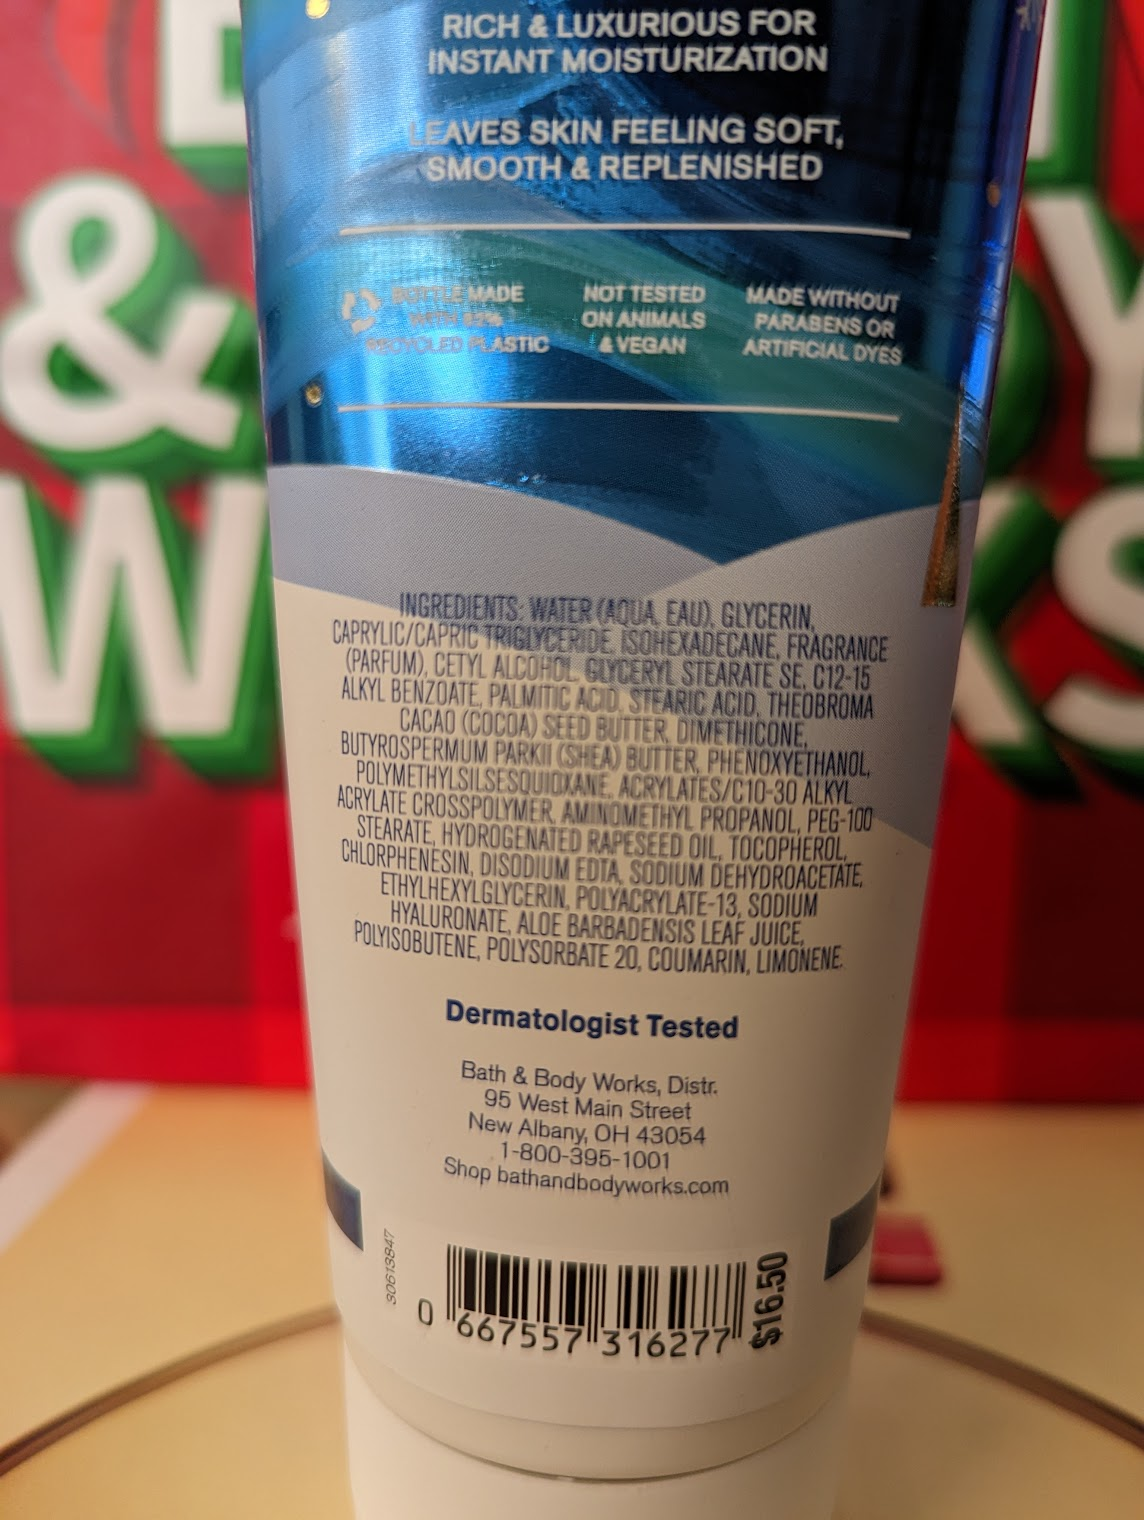 RICH & LUXURIOUS FOR
INSTANT MOISTURIZATION
LEAVES SKIN FEELING SOFT,
SMOOTH & REPLENISHED
BOTTLE MADE
WITH
RECYCLED PLASTIC
NOT TESTED
ON ANIMALS
& VEGAN
MADE WITHOUT
PARABENS OR
ARTIFICIAL DYES
INGREDIENTS: WATER (AQUA, EAU), GLYCERIN,
CAPRYLIC/CAPRIC TRIGLYCERIDE, ISOHEXADECANE, FRAGRANCE
(PARFUM), CETYL ALCOHOL, GLYCERYL STEARATE SE, C12-15
ALKYL BENZOATE, PALMITIC ACID, STEARIC ACID, THEOBROMA
CACAO (COCOA) SEED BUTTER, DIMETHICONE,
BUTYROSPERMUM PARKII (SHEA) BUTTER, PHENOXYETHANOL,
POLYMETHYLSILSESQUIOXANE, ACRYLATES/C10-30 ALKYL
ACRYLATE CROSSPOLYMER, AMINOMETHYL PROPANOL, PEG-100
STEARATE, HYDROGENATED RAPESEED OIL, TOCOPHEROL,
CHLORPHENESIN, DISODIUM EDTA, SODIUM DEHYDROACETATE,
ETHYLHEXYLGLYCERIN, POLYACRYLATE-13, SODIUM
HYALURONATE, ALOE BARBADENSIS LEAF JUICE,
POLYISOBUTENE, POLYSORBATE 20, COUMARIN, LIMONENE.
Dermatologist Tested
Bath & Body Works, Distr.
95 West Main Street
New Albany, OH 43054
1-800-395-1001
Shop bathandbodyworks.com
30613847
0 667557 316277
$16.50
&
W
Y
KS